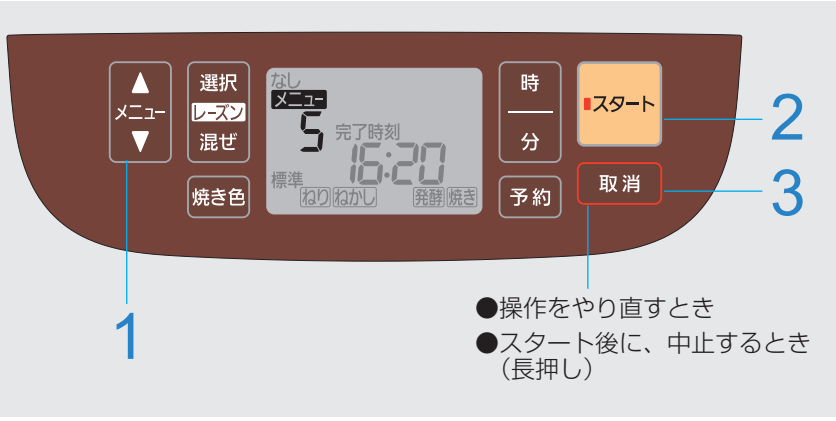 ▲
メニュー
▼
選択
レーズン
混ぜ
焼き色
なし
メニュー
5
完了時刻
16:20
標準
ねり ねかし 発酵 焼き
時
分
予約
スタート
取消
1
2
3
●操作をやり直すとき
●スタート後に、中止するとき
(長押し)